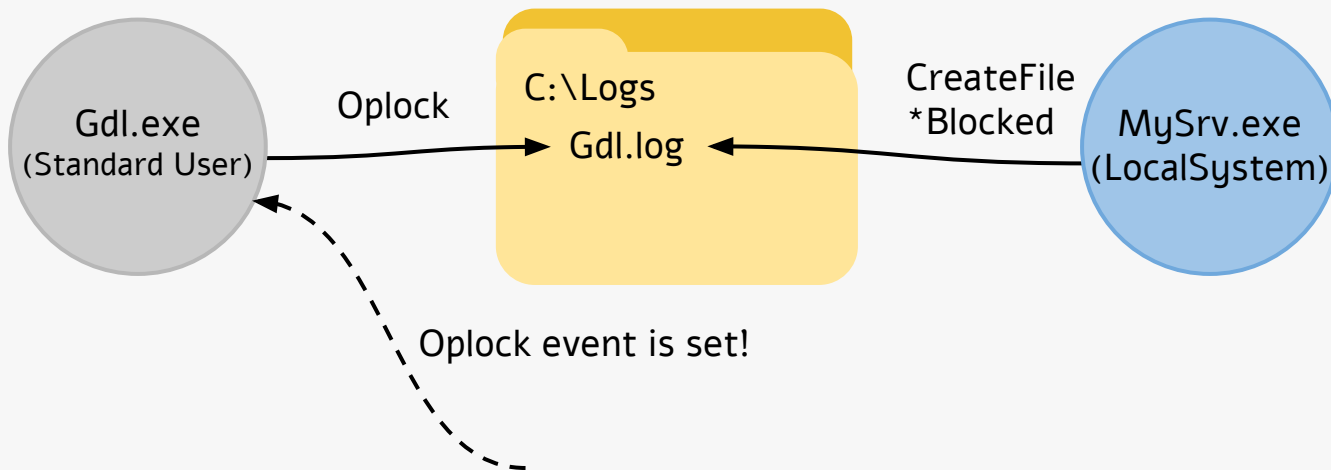 Gdl.exe
(Standard User)
Oplock
C:\Logs
Gdl.log
CreateFile
*Blocked
MySrv.exe
(LocalSystem)
Oplock event is set!